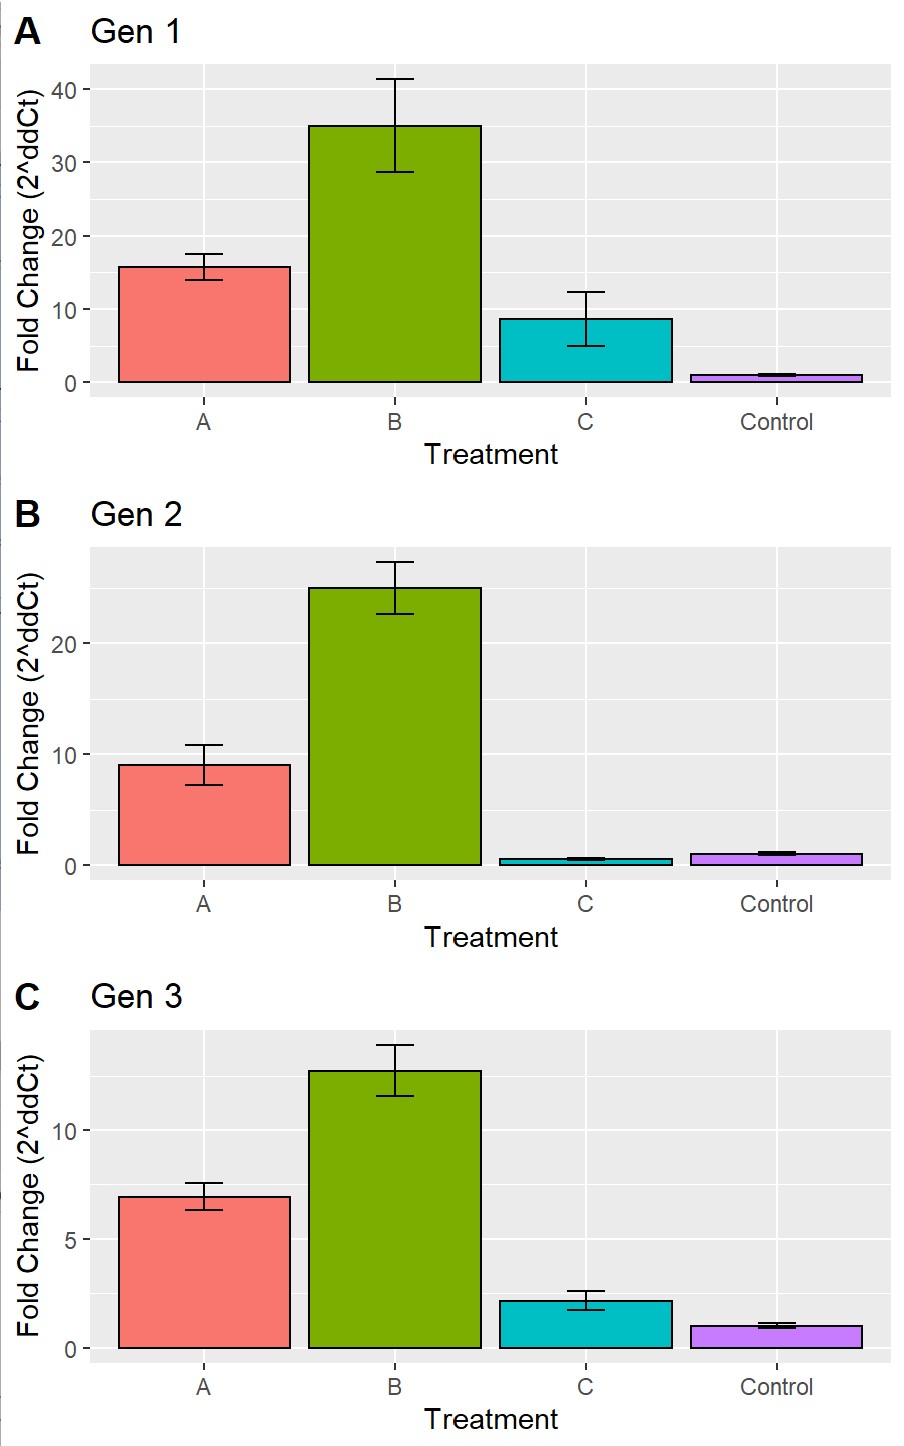 A Gen 1
Fold Change (2^ddCt)
40
30
20
10
0
A B C Control
Treatment
B Gen 2
Fold Change (2^ddCt)
20
10
0
A B C Control
Treatment
C Gen 3
Fold Change (2^ddCt)
10
5
0
A B C Control
Treatment